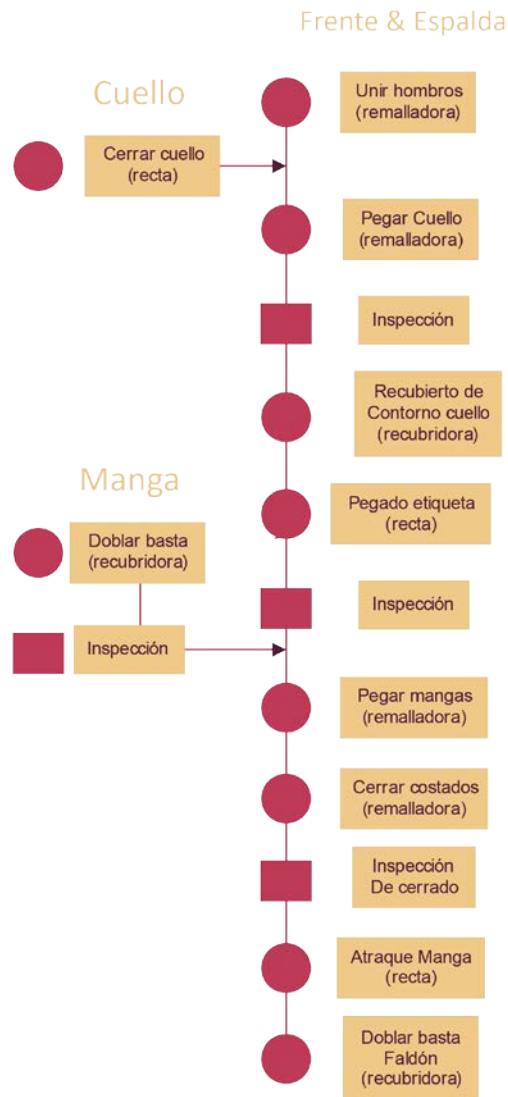 Frente & Espalda
Unir hombros
(remalladora)
Cuello
Cerrar cuello
(recta)
Pegar Cuello
(remalladora)
Inspección
Recubierto de
Contorno cuello
(recubridora)
Manga
Pegado etiqueta
(recta)
Doblar basta
(recubridora)
Inspección
Inspección
Pegar mangas
(remalladora)
Cerrar costados
(remalladora)
Inspección
De cerrado
Atraque Manga
(recta)
Doblar basta
Faldón
(recubridora)